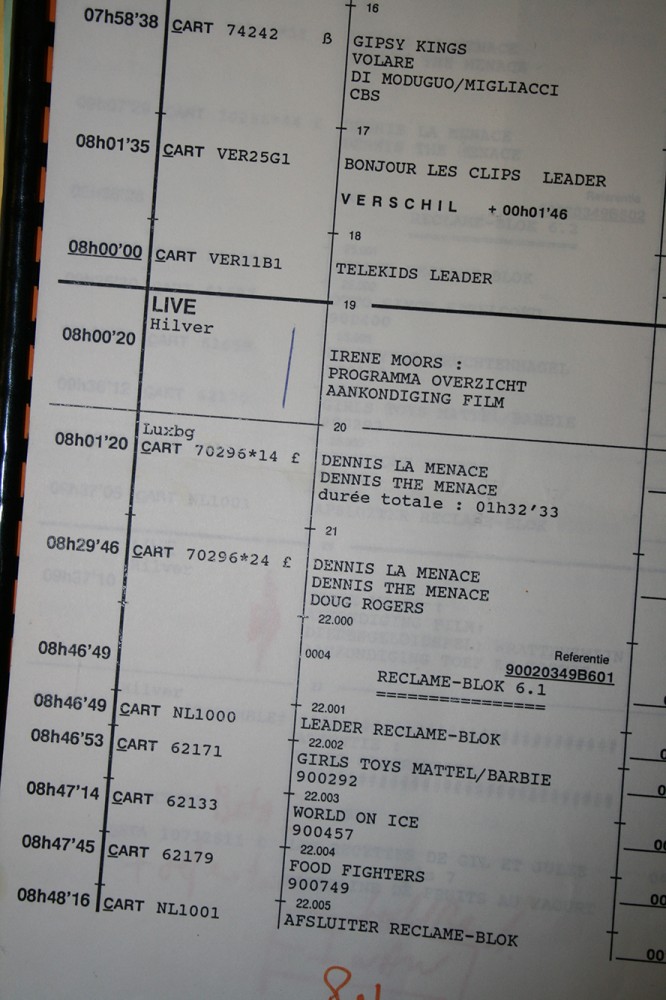 16
07h58'38 CART 74242 ß
GIPSY KINGS
VOLARE
DI MODUGUO/MIGLIACCI
CBS
17
08h01'35 CART VER25G1
BONJOUR LES CLIPS LEADER
VERSCHIL + 00h01'46
18
08h00'00 CART VER11B1
TELEKIDS LEADER
19
LIVE
Hilver
08h00'20
IRENE MOORS :
PROGRAMMA OVERZICHT
AANKONDIGING FILM
20
Luxbg
08h01'20 CART 70296*14 £
DENNIS LA MENACE
DENNIS THE MENACE
durée totale : 01h32'33
21
08h29'46 CART 70296*24 £
DENNIS LA MENACE
DENNIS THE MENACE
DOUG ROGERS
22.000
08h46'49
0004
Referentie
90020349B601
RECLAME-BLOK 6.1
================
22.001
08h46'49 CART NL1000
LEADER RECLAME-BLOK
22.002
08h46'53 CART 62171
GIRLS TOYS MATTEL/BARBIE
900292
22.003
08h47'14 CART 62133
WORLD ON ICE
900457
22.004
08h47'45 CART 62179
FOOD FIGHTERS
900749
22.005
08h48'16 CART NL1001
AFSLUITER RECLAME-BLOK